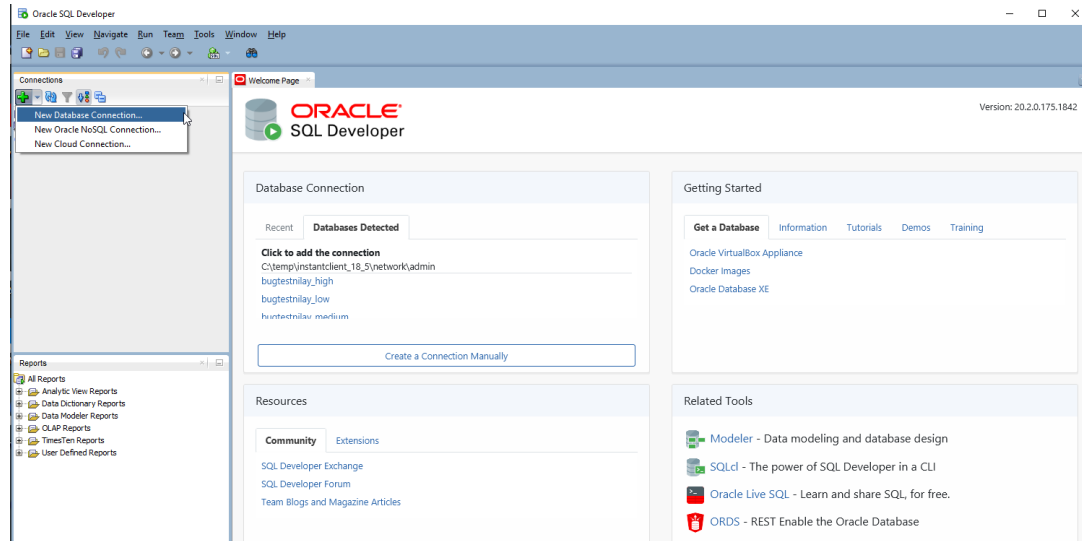 Oracle SQL Developer
File Edit View Navigate Run Team Tools Window Help
Connections
New Database Connection...
New Oracle NoSQL Connection...
New Cloud Connection...
Reports
All Reports
Analytic View Reports
Data Dictionary Reports
Data Modeler Reports
OLAP Reports
TimesTen Reports
User Defined Reports
Welcome Page
ORACLE
SQL Developer
Version: 20.2.0.175.1842
Database Connection
Recent Databases Detected
Click to add the connection
C:\temp\instantclient_18_5\network\admin
bugtestnilay_high
bugtestnilay_low
bugtestnilay_medium
Create a Connection Manually
Getting Started
Get a Database Information Tutorials Demos Training
Oracle VirtualBox Appliance
Docker Images
Oracle Database XE
Resources
Community Extensions
SQL Developer Exchange
SQL Developer Forum
Team Blogs and Magazine Articles
Related Tools
Modeler - Data modeling and database design
SQLcl - The power of SQL Developer in a CLI
Oracle Live SQL - Learn and share SQL, for free.
ORDS - REST Enable the Oracle Database